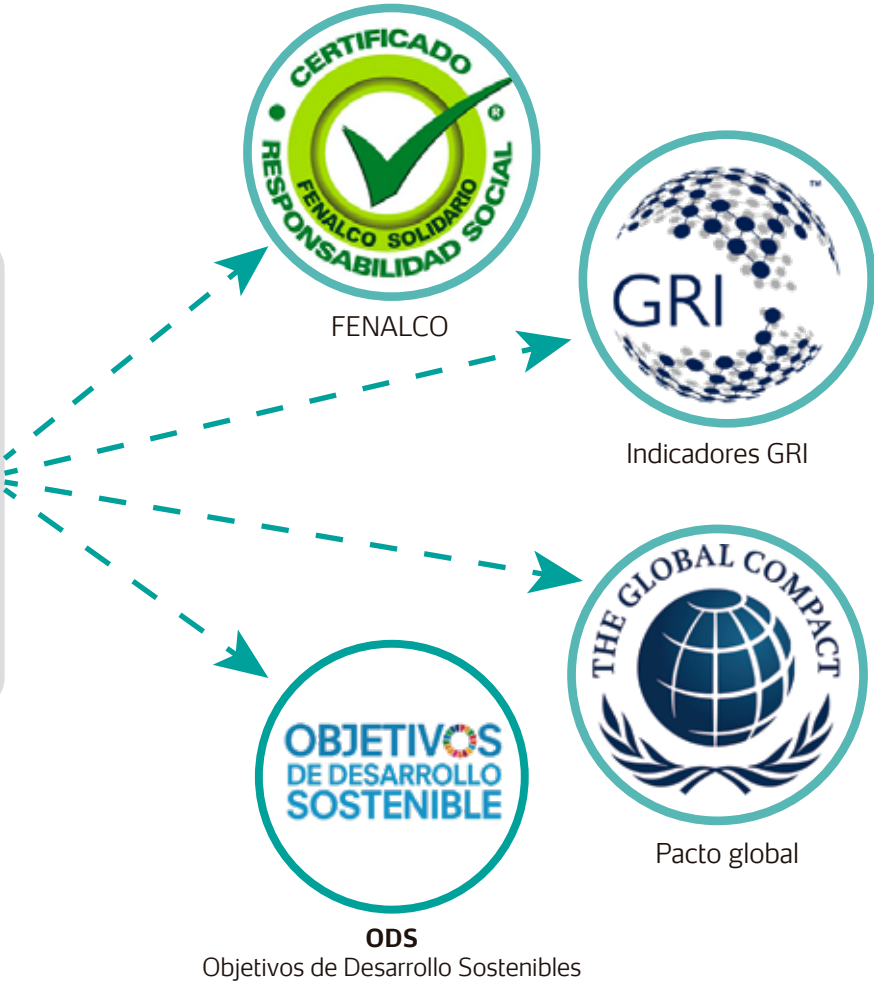 CERTIFICADO
RESPONSABILIDAD SOCIAL
®
FENALCO SOLIDARIO
FENALCO
™
GRI
Indicadores GRI
THE GLOBAL COMPACT
Pacto global
OBJETIVOS
DE DESARROLLO
SOSTENIBLE
ODS
Objetivos de Desarrollo Sostenibles